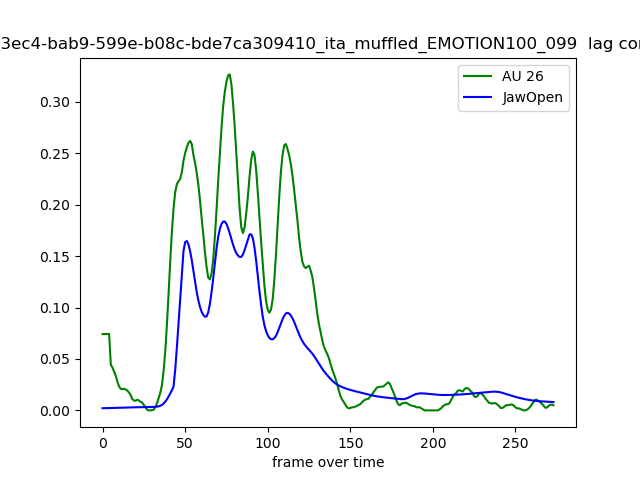 3ec4-bab9-599e-b08c-bde7ca309410_ita_muffled_EMOTION100_099 lag
AU 26
JawOpen
0.30
0.25
0.20
0.15
0.10
0.05
0.00
0 50 100 150 200 250
frame over time